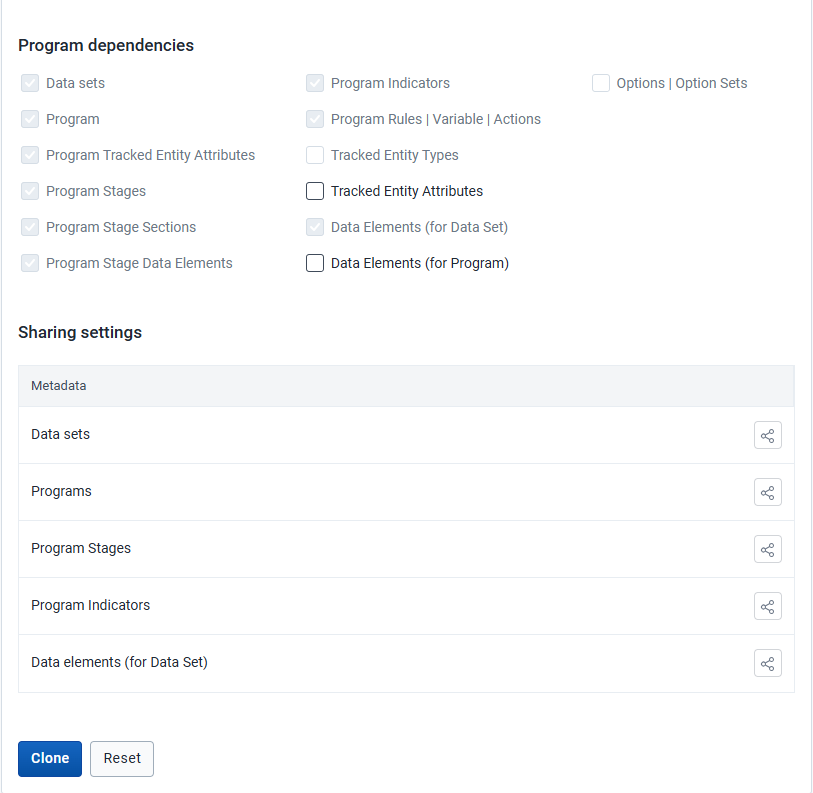 Program dependencies
Data sets
Program Indicators
Options | Option Sets
Program
Program Rules | Variable | Actions
Program Tracked Entity Attributes
Tracked Entity Types
Program Stages
Tracked Entity Attributes
Program Stage Sections
Data Elements (for Data Set)
Program Stage Data Elements
Data Elements (for Program)
Sharing settings
Metadata
Data sets
Programs
Program Stages
Program Indicators
Data elements (for Data Set)
Clone
Reset